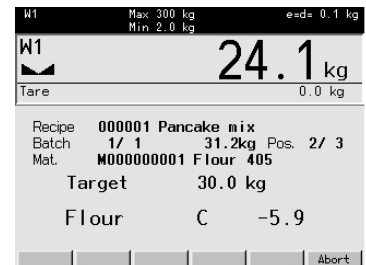 W1 Max 300 kg e=d= 0.1 kg
Min 2.0 kg
W1
24.1 kg
Tare 0.0 kg
Recipe 000001 Pancake mix
Batch 1/ 1 31.2kg Pos. 2/ 3
Mat. M000000001 Flour 405
Target 30.0 kg
Flour C -5.9
Abort